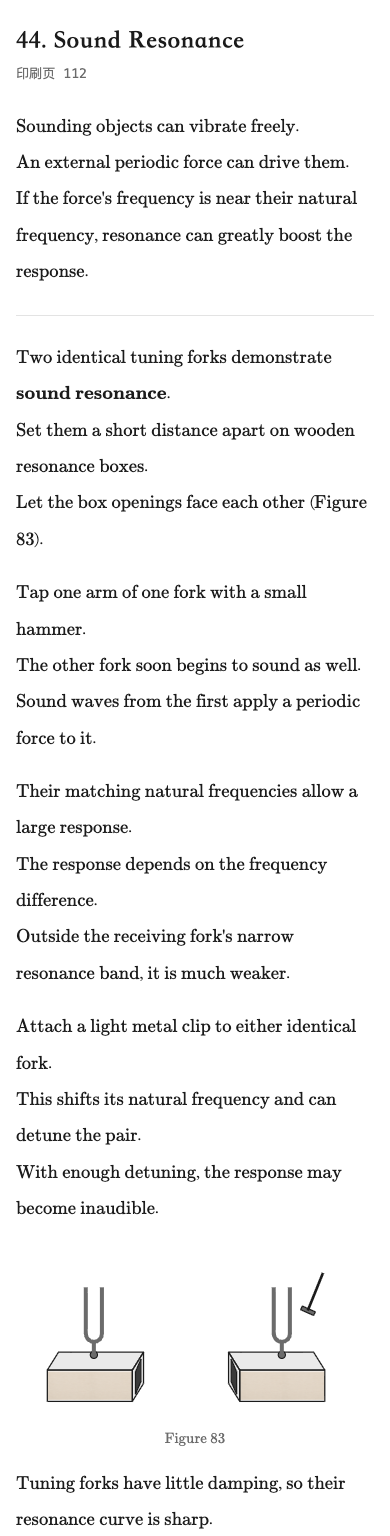 44. Sound Resonance
印刷页 112
Sounding objects can vibrate freely.
An external periodic force can drive them.
If the force's frequency is near their natural
frequency, resonance can greatly boost the
response.
Two identical tuning forks demonstrate
sound resonance.
Set them a short distance apart on wooden
resonance boxes.
Let the box openings face each other (Figure
83).
Tap one arm of one fork with a small
hammer.
The other fork soon begins to sound as well.
Sound waves from the first apply a periodic
force to it.
Their matching natural frequencies allow a
large response.
The response depends on the frequency
difference.
Outside the receiving fork's narrow
resonance band, it is much weaker.
Attach a light metal clip to either identical
fork.
This shifts its natural frequency and can
detune the pair.
With enough detuning, the response may
become inaudible.
Figure 83
Tuning forks have little damping, so their
resonance curve is sharp.